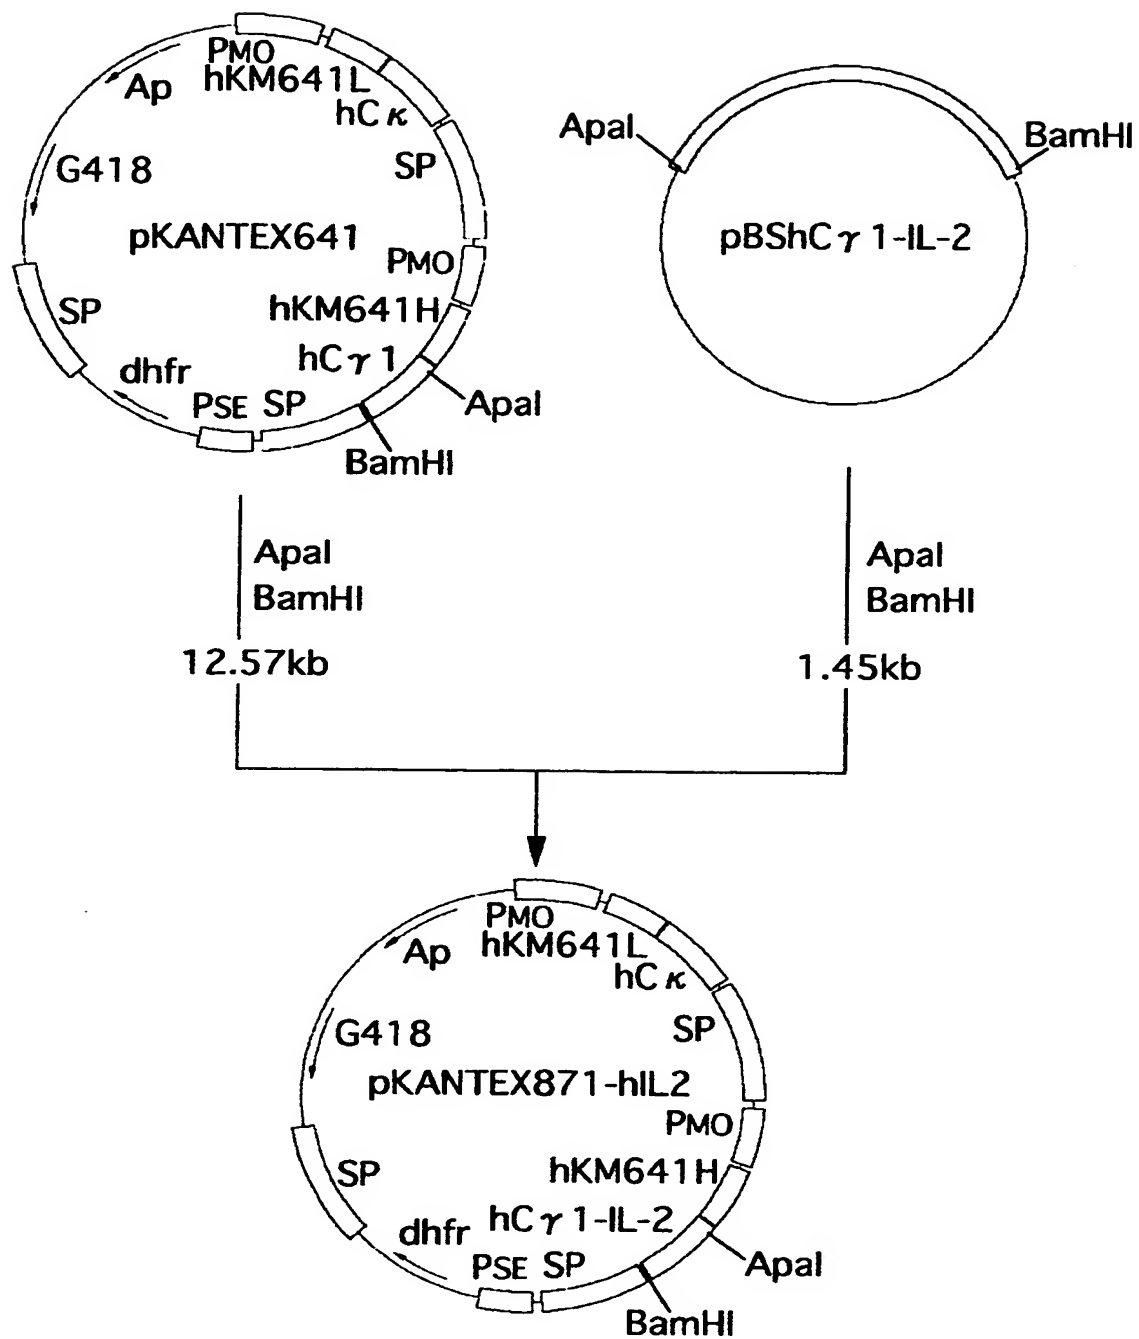 PMO
hKM641L
hCκ
Ap
SP
G418
pKANTEX641
PMO
hKM641H
hCγ1
SP
dhfr
PSE SP
ApaI
BamHI
ApaI
BamHI
pBShCγ1-IL-2
ApaI
BamHI
12.57kb
ApaI
BamHI
1.45kb
PMO
hKM641L
hCκ
Ap
SP
G418
pKANTEX871-hIL2
PMO
hKM641H
hCγ1-IL-2
SP
dhfr
PSE SP
ApaI
BamHI